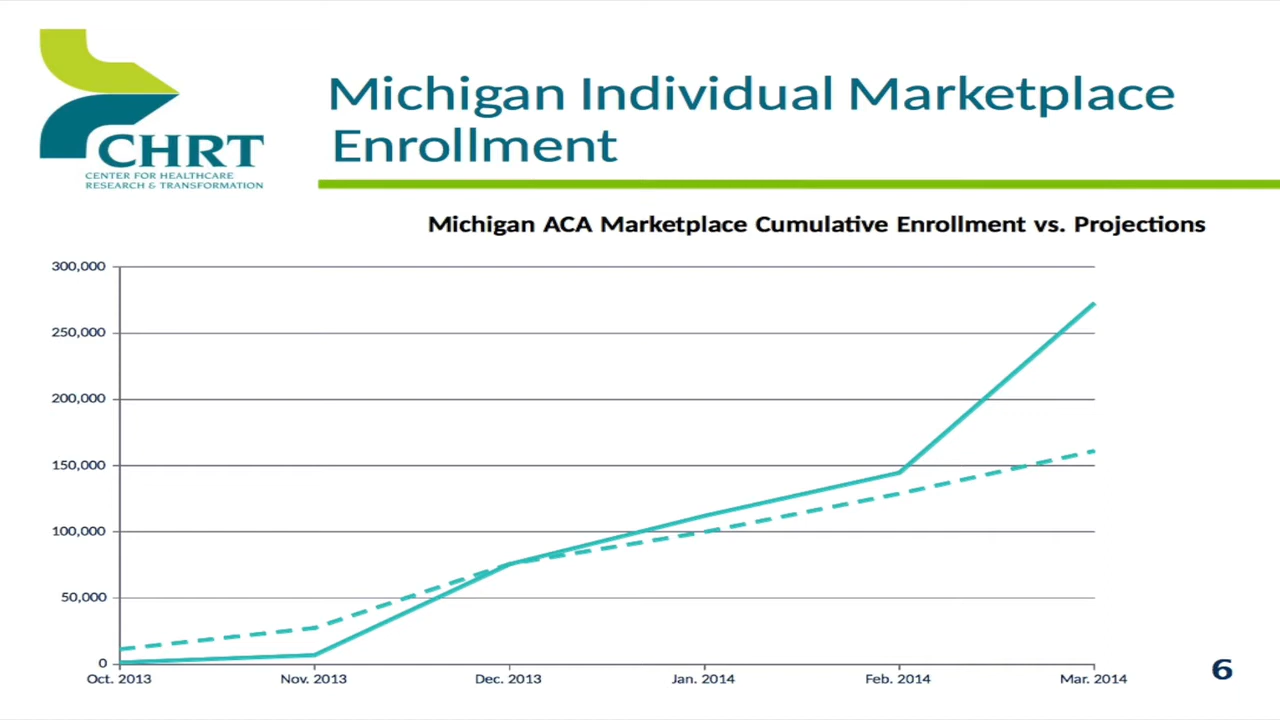 CHRT
CENTER FOR HEALTHCARE
RESEARCH & TRANSFORMATION
Michigan Individual Marketplace
Enrollment
Michigan ACA Marketplace Cumulative Enrollment vs. Projections
300,000
250,000
200,000
150,000
100,000
50,000
0
Oct. 2013 Nov. 2013 Dec. 2013 Jan. 2014 Feb. 2014 Mar. 2014
6